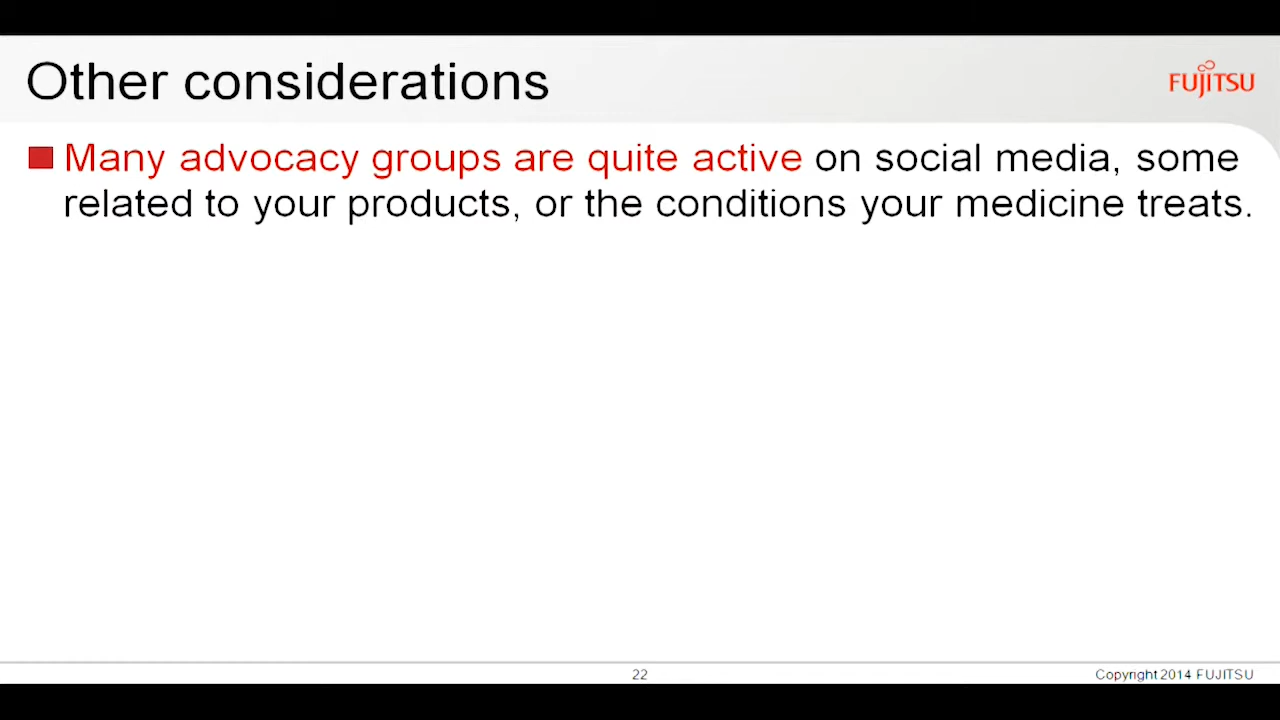 Other considerations
FUJITSU
Many advocacy groups are quite active on social media, some
related to your products, or the conditions your medicine treats.
22
Copyright 2014 FUJITSU